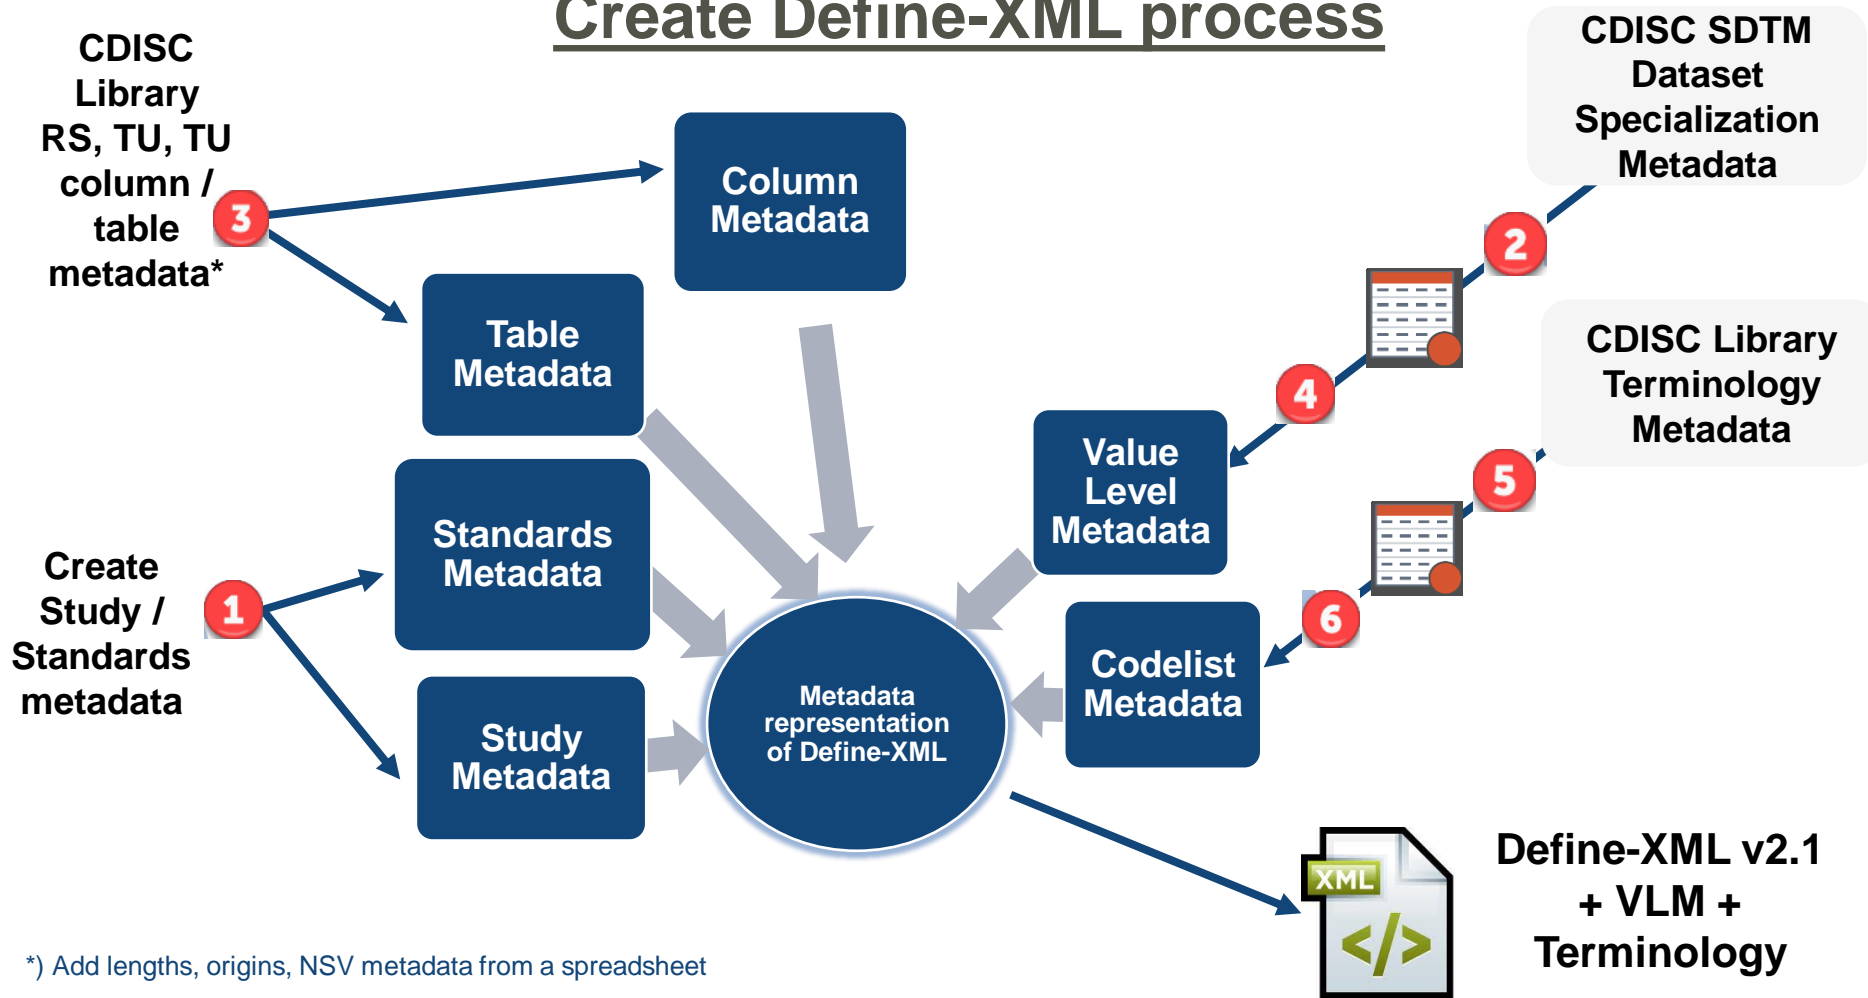 Create Define-XML process
CDISC
Library
RS, TU, TU
column /
table
metadata*
3
Column
Metadata
CDISC SDTM
Dataset
Specialization
Metadata
2
Table
Metadata
CDISC Library
Terminology
Metadata
4
Value
Level
Metadata
5
Standards
Metadata
Create
Study /
Standards
metadata
1
6
Codelist
Metadata
Study
Metadata
Metadata
representation
of Define-XML
XML
</>
Define-XML v2.1
+ VLM +
Terminology
*) Add lengths, origins, NSV metadata from a spreadsheet